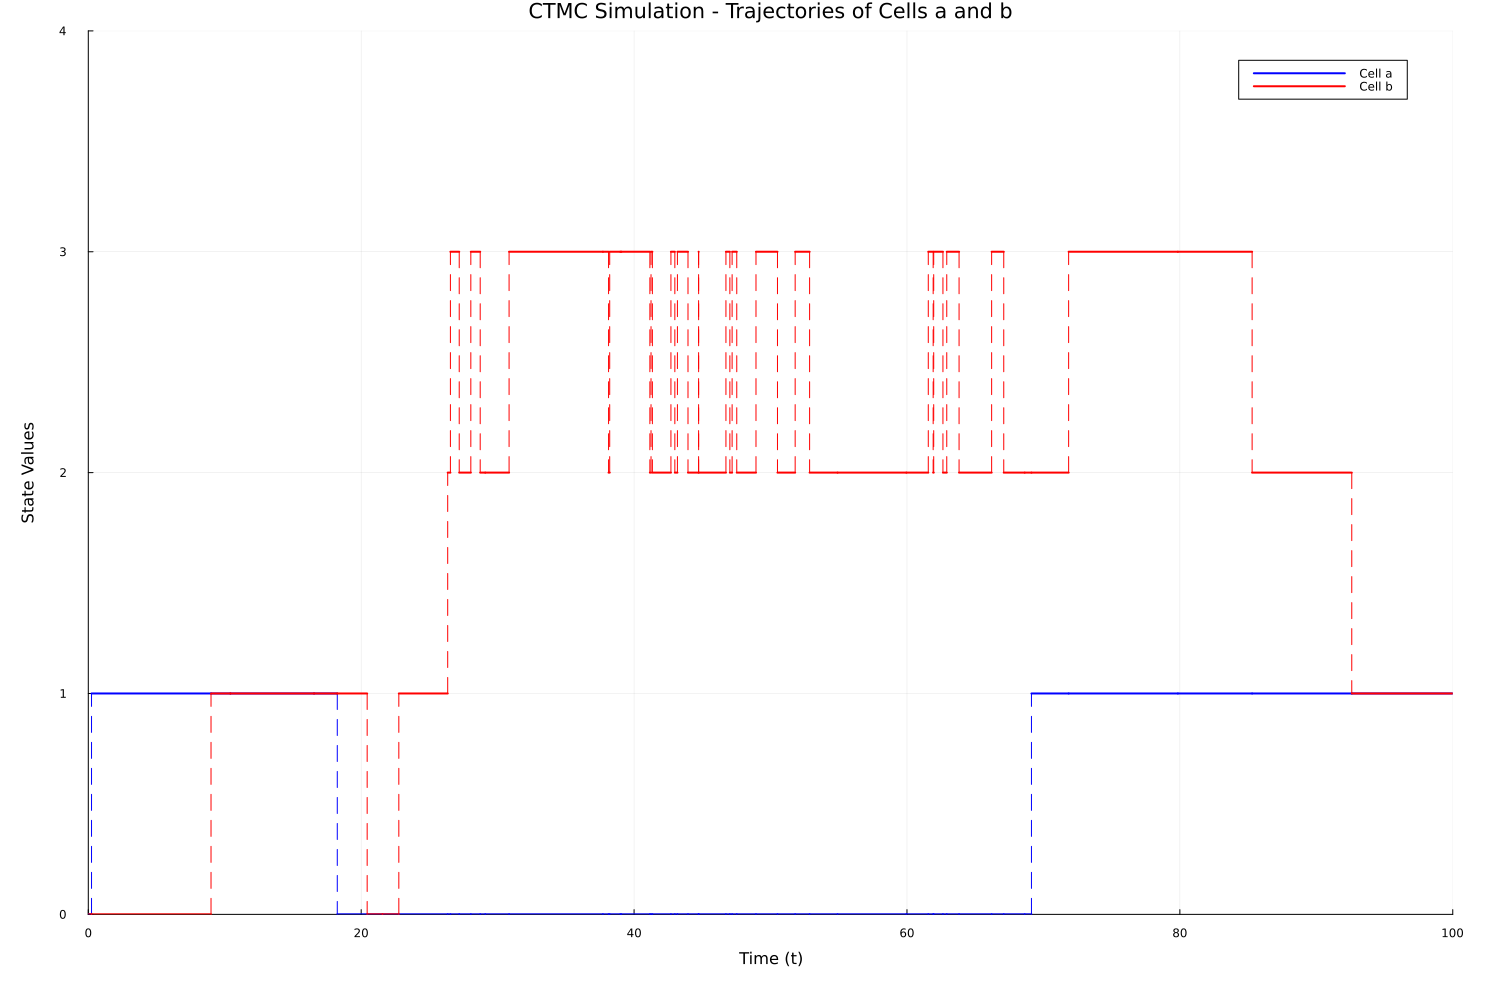 CTMC Simulation - Trajectories of Cells a and b
Cell a
Cell b
State Values
4
3
2
1
0
0 20 40 60 80 100
Time (t)